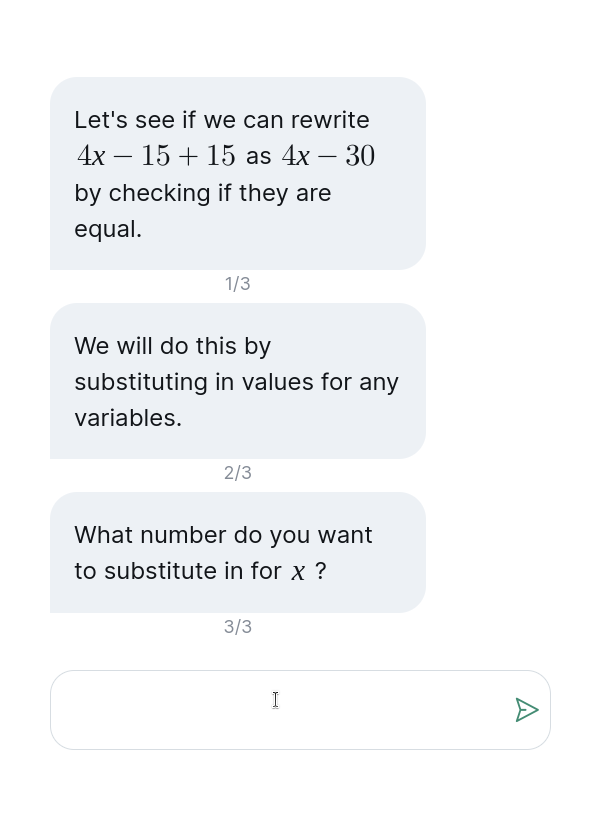 Let's see if we can rewrite
4x − 15 + 15 as 4x − 30
by checking if they are
equal.
1/3
We will do this by
substituting in values for any
variables.
2/3
What number do you want
to substitute in for x ?
3/3